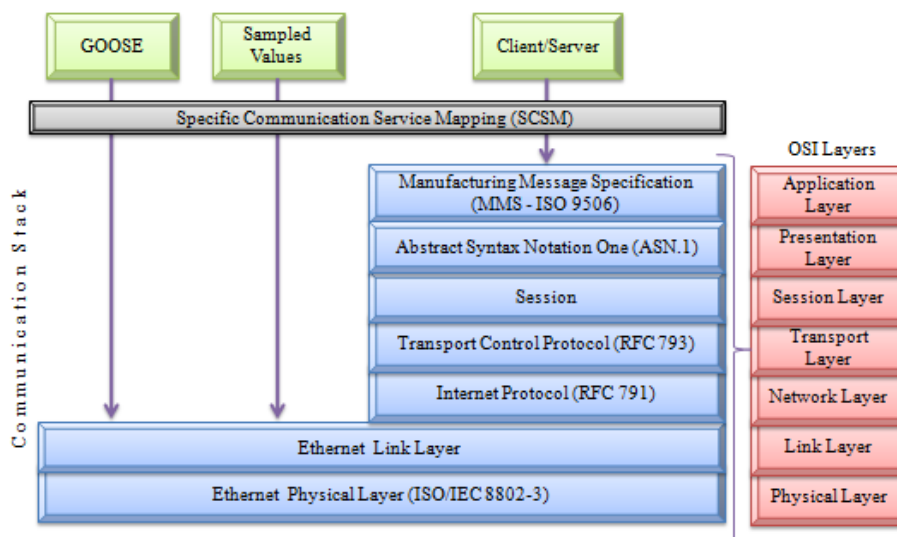 GOOSE
Sampled
Values
Client/Server
Specific Communication Service Mapping (SCSM)
OSI Layers
Communication Stack
Manufacturing Message Specification
(MMS - ISO 9506)
Application
Layer
Abstract Syntax Notation One (ASN.1)
Presentation
Layer
Session
Session Layer
Transport Control Protocol (RFC 793)
Transport
Layer
Internet Protocol (RFC 791)
Network Layer
Ethernet Link Layer
Link Layer
Ethernet Physical Layer (ISO/IEC 8802-3)
Physical Layer